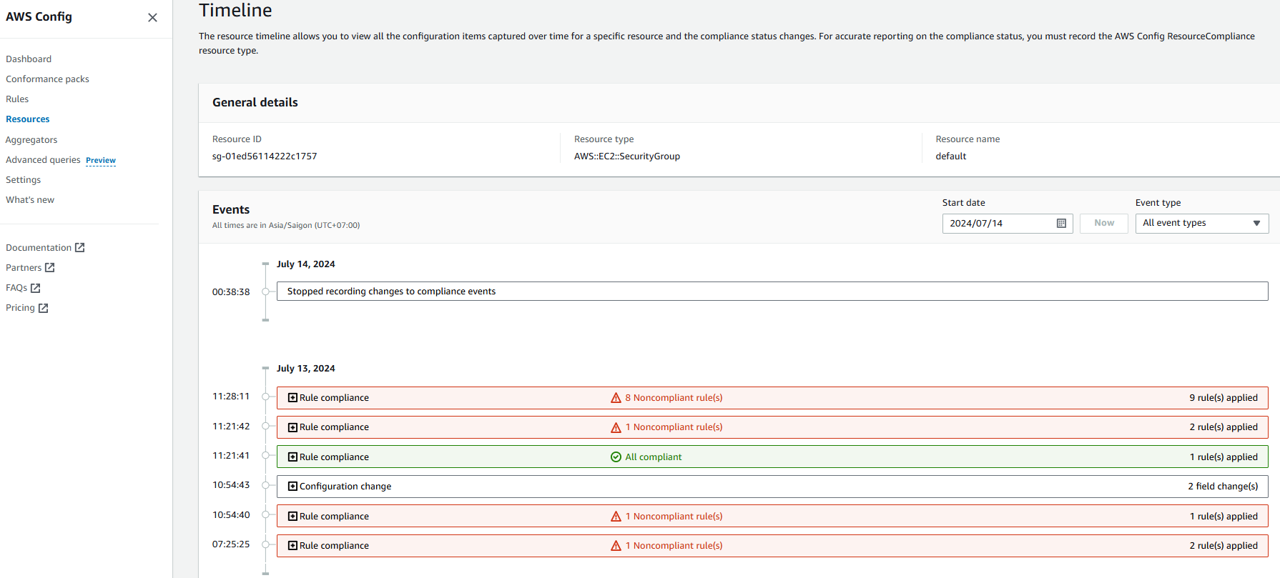 AWS Config
Dashboard
Conformance packs
Rules
Resources
Aggregators
Advanced queries Preview
Settings
What's new
Documentation
Partners
FAQs
Pricing
Timeline
The resource timeline allows you to view all the configuration items captured over time for a specific resource and the compliance status changes. For accurate reporting on the compliance status, you must record the AWS Config ResourceCompliance
resource type.
General details
Resource ID
sg-01ed56114222c1757
Resource type
AWS::EC2::SecurityGroup
Resource name
default
Events
All times are in Asia/Saigon (UTC+07:00)
Start date
2024/07/14
Now
Event type
All event types
July 14, 2024
00:38:38 Stopped recording changes to compliance events
July 13, 2024
11:28:11 Rule compliance 8 Noncompliant rule(s) 9 rule(s) applied
11:21:42 Rule compliance 1 Noncompliant rule(s) 2 rule(s) applied
11:21:41 Rule compliance All compliant 1 rule(s) applied
10:54:43 Configuration change 2 field change(s)
10:54:40 Rule compliance 1 Noncompliant rule(s) 1 rule(s) applied
07:25:25 Rule compliance 1 Noncompliant rule(s) 2 rule(s) applied